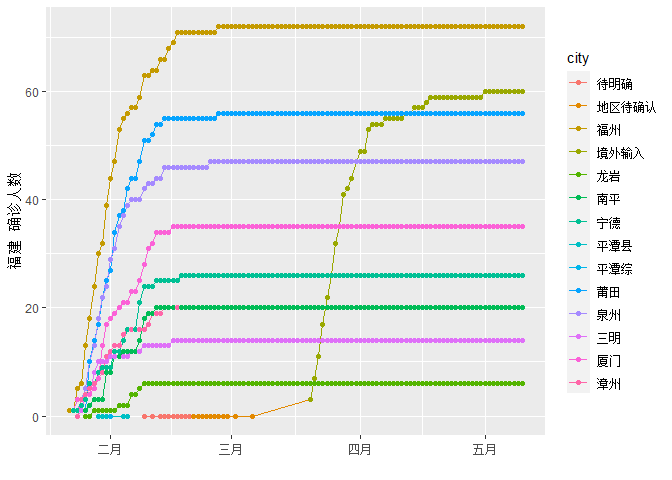 福建 确诊人数
60
40
20
0
二月
三月
四月
五月
city
待明确
地区待确认
福州
境外输入
龙岩
南平
宁德
平潭县
平潭综
莆田
泉州
三明
厦门
漳州